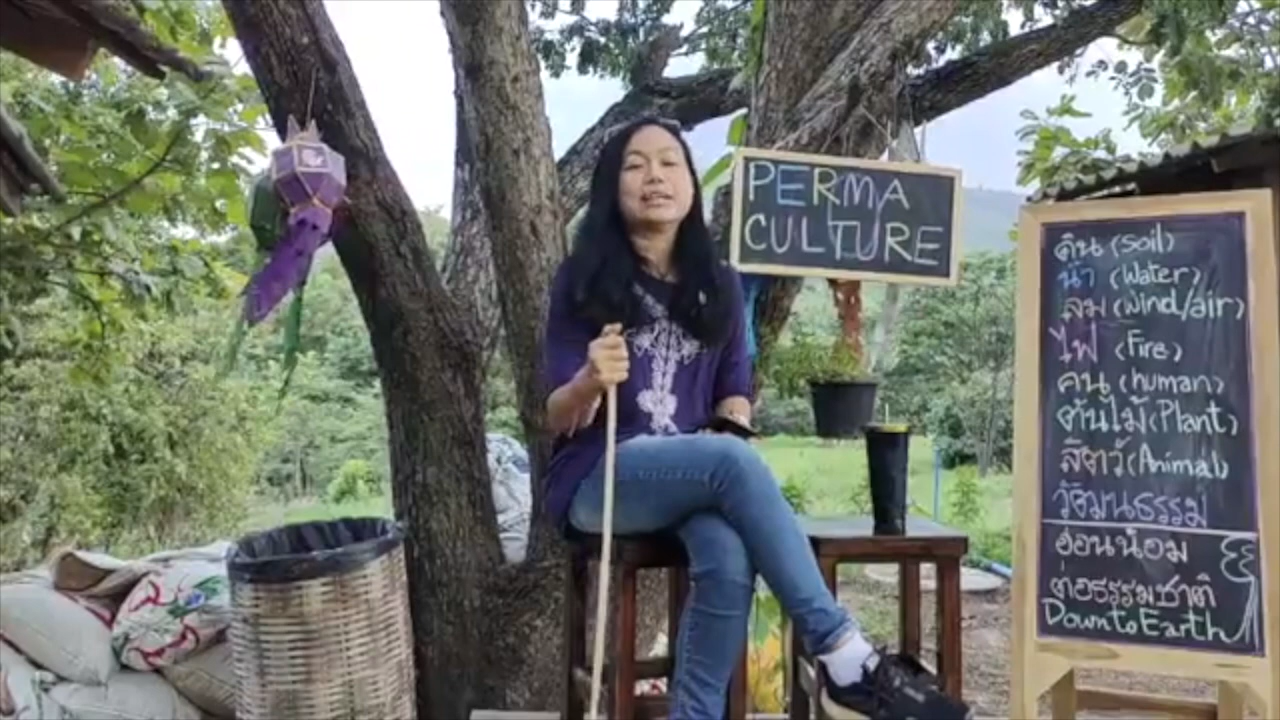 PERMA
CULTURE
ดิน (Soil)
น้ำ (Water)
ลม (wind/air)
ไฟ (Fire)
คน (human)
ต้นไม้ (Plant)
สัตว์ (Animal)
วัฒนธรรม
อ่อนน้อม
ต่อธรรมชาติ
Down to Earth